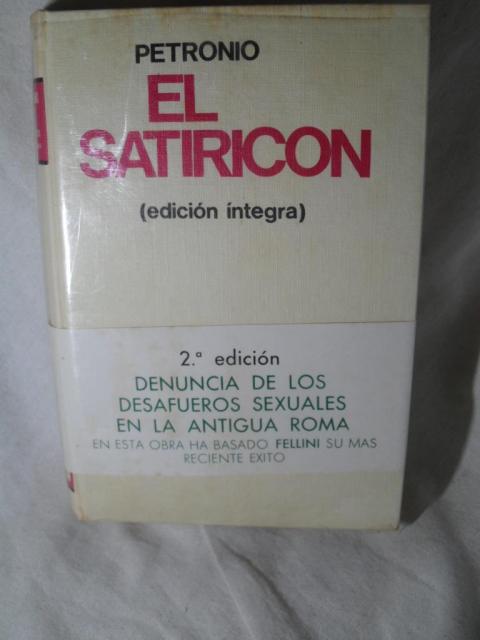 PETRONIO
EL
SATIRICON
(edición íntegra)
2.ª edición
DENUNCIA DE LOS
DESAFUEROS SEXUALES
EN LA ANTIGUA ROMA
EN ESTA OBRA HA BASADO FELLINI SU MAS
RECIENTE EXITO